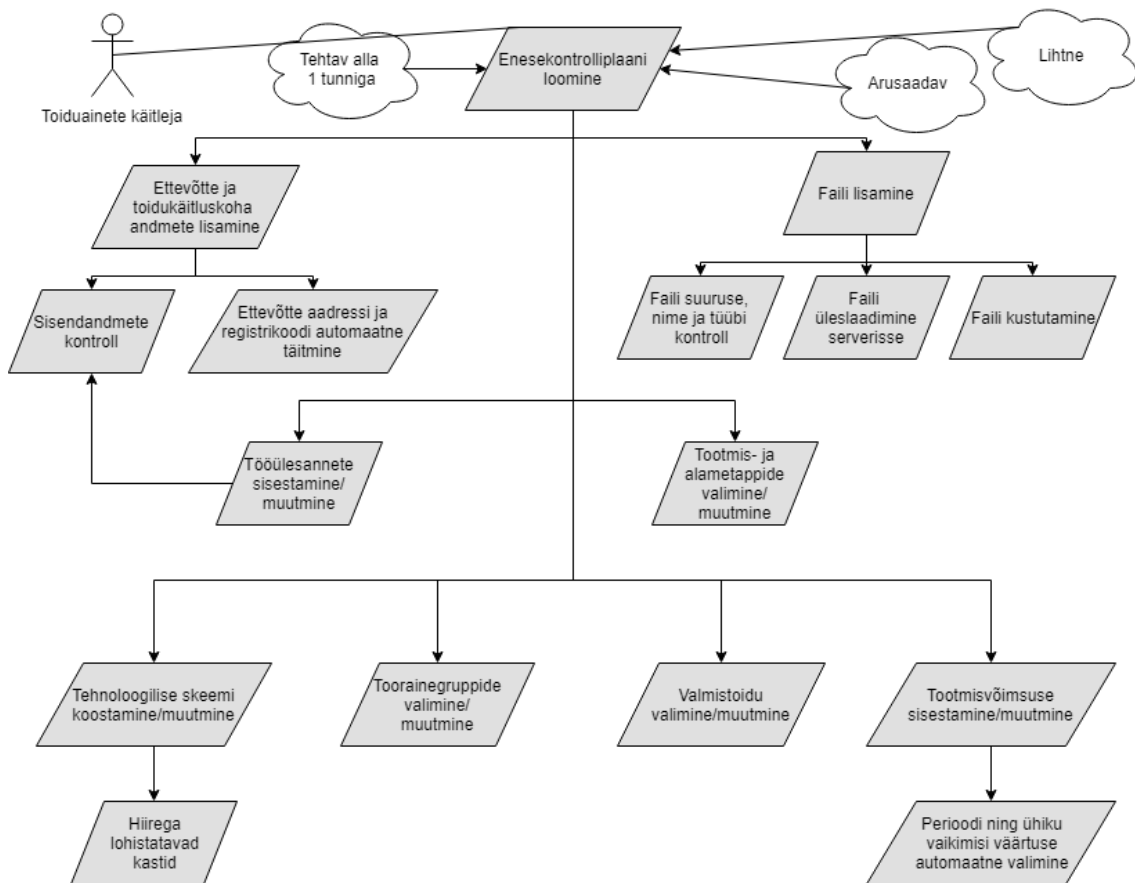 Toiduainete käitleja
Tehtav alla
1 tunniga
Enesekontrolliplaani
loomine
Arusaadav
Lihtne
Ettevõtte ja
toidukäitluskoha
andmete lisamine
Faili lisamine
Sisendandmete
kontroll
Ettevõtte aadressi ja
registrikoodi automaatne
täitmine
Faili suuruse,
nime ja tüübi
kontroll
Faili
üleslaadimine
serverisse
Faili kustutamine
Tööülesannete
sisestamine/
muutmine
Tootmis- ja
alametappide
valimine/
muutmine
Tehnoloogilise skeemi
koostamine/muutmine
Toorainegruppide
valimine/
muutmine
Valmistoidu
valimine/muutmine
Tootmisvõimsuse
sisestamine/muutmine
Hiirega
lohistatavad
kastid
Perioodi ning ühiku
vaikimisi väärtuse
automaatne valimine